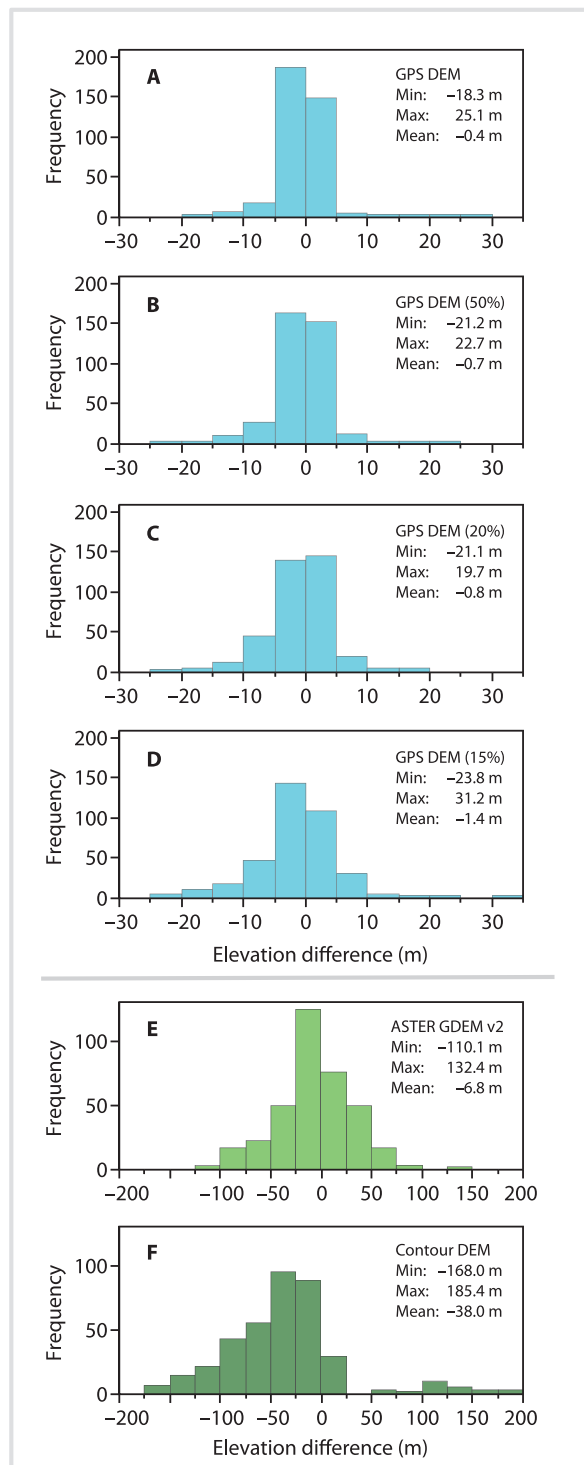 A
GPS DEM
Min: –18.3 m
Max: 25.1 m
Mean: –0.4 m
Frequency
200
150
100
50
0
–30 –20 –10 0 10 20 30
B
GPS DEM (50%)
Min: –21.2 m
Max: 22.7 m
Mean: –0.7 m
Frequency
200
150
100
50
0
–30 –20 –10 0 10 20 30
C
GPS DEM (20%)
Min: –21.1 m
Max: 19.7 m
Mean: –0.8 m
Frequency
200
150
100
50
0
–30 –20 –10 0 10 20 30
D
GPS DEM (15%)
Min: –23.8 m
Max: 31.2 m
Mean: –1.4 m
Frequency
200
150
100
50
0
–30 –20 –10 0 10 20 30
Elevation difference (m)
E
ASTER GDEM v2
Min: –110.1 m
Max: 132.4 m
Mean: –6.8 m
Frequency
100
50
0
–200 –100 –50 0 50 100 150 200
F
Contour DEM
Min: –168.0 m
Max: 185.4 m
Mean: –38.0 m
Frequency
100
50
0
–200 –100 –50 0 50 100 150 200
Elevation difference (m)